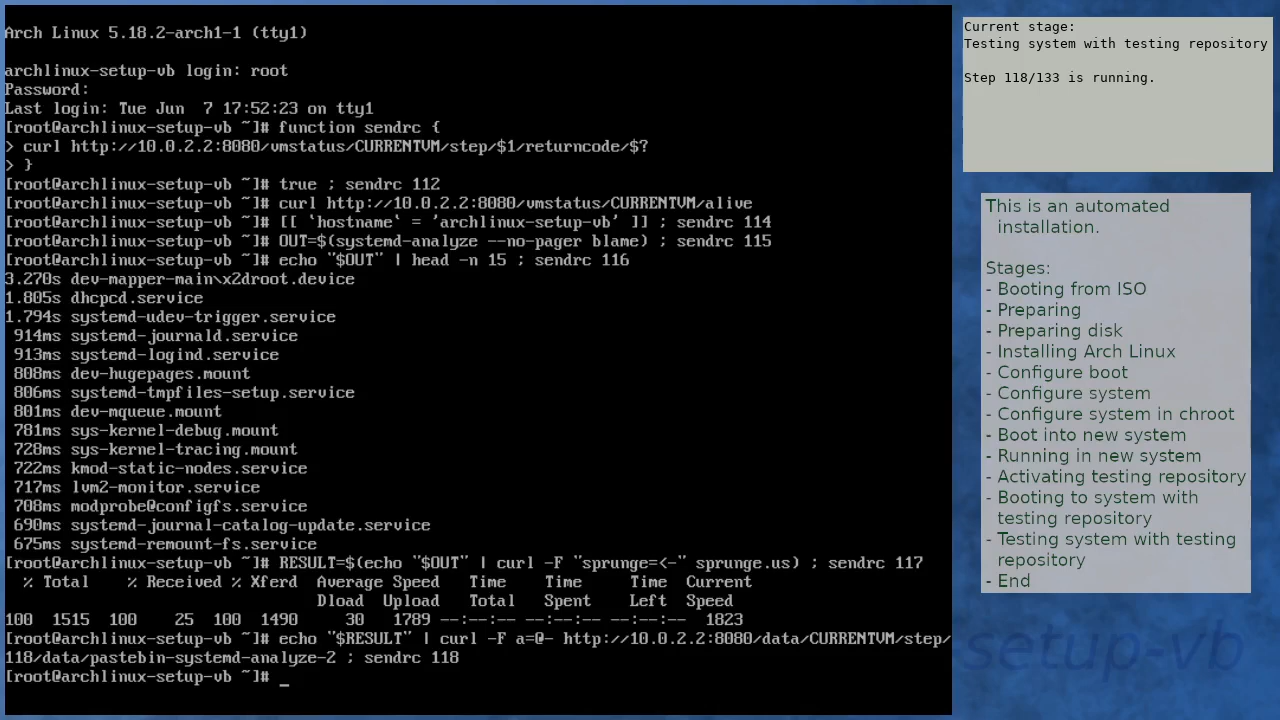 Arch Linux 5.18.2-arch1-1 (tty1)
archlinux-setup-vb login: root
Password:
Last login: Tue Jun  7 17:52:23 on tty1
[root@archlinux-setup-vb ~]# function sendrc {
> curl http://10.0.2.2:8080/vmstatus/CURRENTVM/step/$1/returncode/$?
> }
[root@archlinux-setup-vb ~]# true ; sendrc 112
[root@archlinux-setup-vb ~]# curl http://10.0.2.2:8080/vmstatus/CURRENTVM/alive
[root@archlinux-setup-vb ~]# [[ `hostname` = 'archlinux-setup-vb' ]] ; sendrc 114
[root@archlinux-setup-vb ~]# OUT=$(systemd-analyze --no-pager blame) ; sendrc 115
[root@archlinux-setup-vb ~]# echo "$OUT" | head -n 15 ; sendrc 116
3.278s dev-mapper-main\x2droot.device
1.805s dhcpcd.service
1.794s systemd-udev-trigger.service
 914ms systemd-journald.service
 913ms systemd-logind.service
 808ms dev-hugepages.mount
 806ms systemd-tmpfiles-setup.service
 801ms dev-mqueue.mount
 781ms sys-kernel-debug.mount
 728ms sys-kernel-tracing.mount
 722ms kmod-static-nodes.service
 717ms lvm2-monitor.service
 708ms modprobe@configfs.service
 690ms systemd-journal-catalog-update.service
 675ms systemd-remount-fs.service
[root@archlinux-setup-vb ~]# RESULT=$(echo "$OUT" | curl -F "sprunge=<-" sprunge.us) ; sendrc 117
  % Total    % Received % Xferd  Average Speed   Time    Time     Time  Current
                                 Dload  Upload   Total   Spent    Left  Speed
100  1515  100    25  100  1490     30   1789 --:--:-- --:--:-- --:--:--  1823
[root@archlinux-setup-vb ~]# echo "$RESULT" | curl -F a=@- http://10.0.2.2:8080/data/CURRENTVM/step/
118/data/pastebin-systemd-analyze-2 ; sendrc 118
[root@archlinux-setup-vb ~]# _
Current stage:
Testing system with testing repository
Step 118/133 is running.
This is an automated
installation.
Stages:
- Booting from ISO
- Preparing
- Preparing disk
- Installing Arch Linux
- Configure boot
- Configure system
- Configure system in chroot
- Boot into new system
- Running in new system
- Activating testing repository
- Booting to system with
testing repository
- Testing system with testing
repository
- End
setup-vb